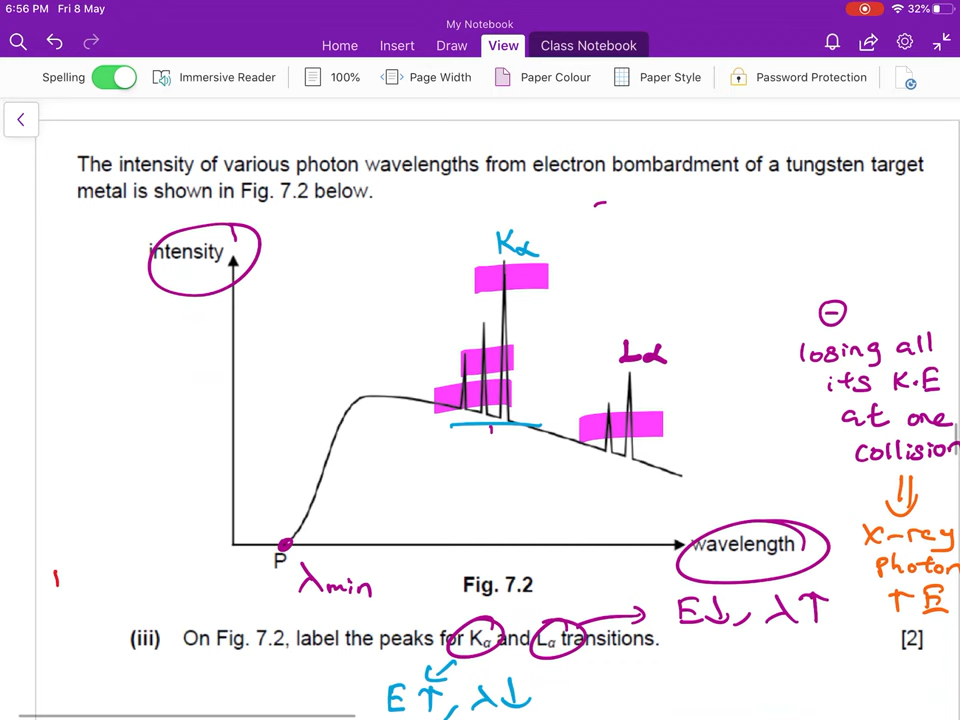 6:56 PM Fri 8 May
32%
My Notebook
Home Insert Draw View Class Notebook
Spelling Immersive Reader 100% Page Width Paper Colour Paper Style Password Protection
The intensity of various photon wavelengths from electron bombardment of a tungsten target
metal is shown in Fig. 7.2 below.
intensity
Kα
Lα
⊖
losing all
its K.E
at one
collision
⇓
X-ray
photon
↑ E
wavelength
P
λmin
Fig. 7.2
E↓, λ↑
(iii) On Fig. 7.2, label the peaks for Kα and Lα transitions. [2]
E↑, λ↓